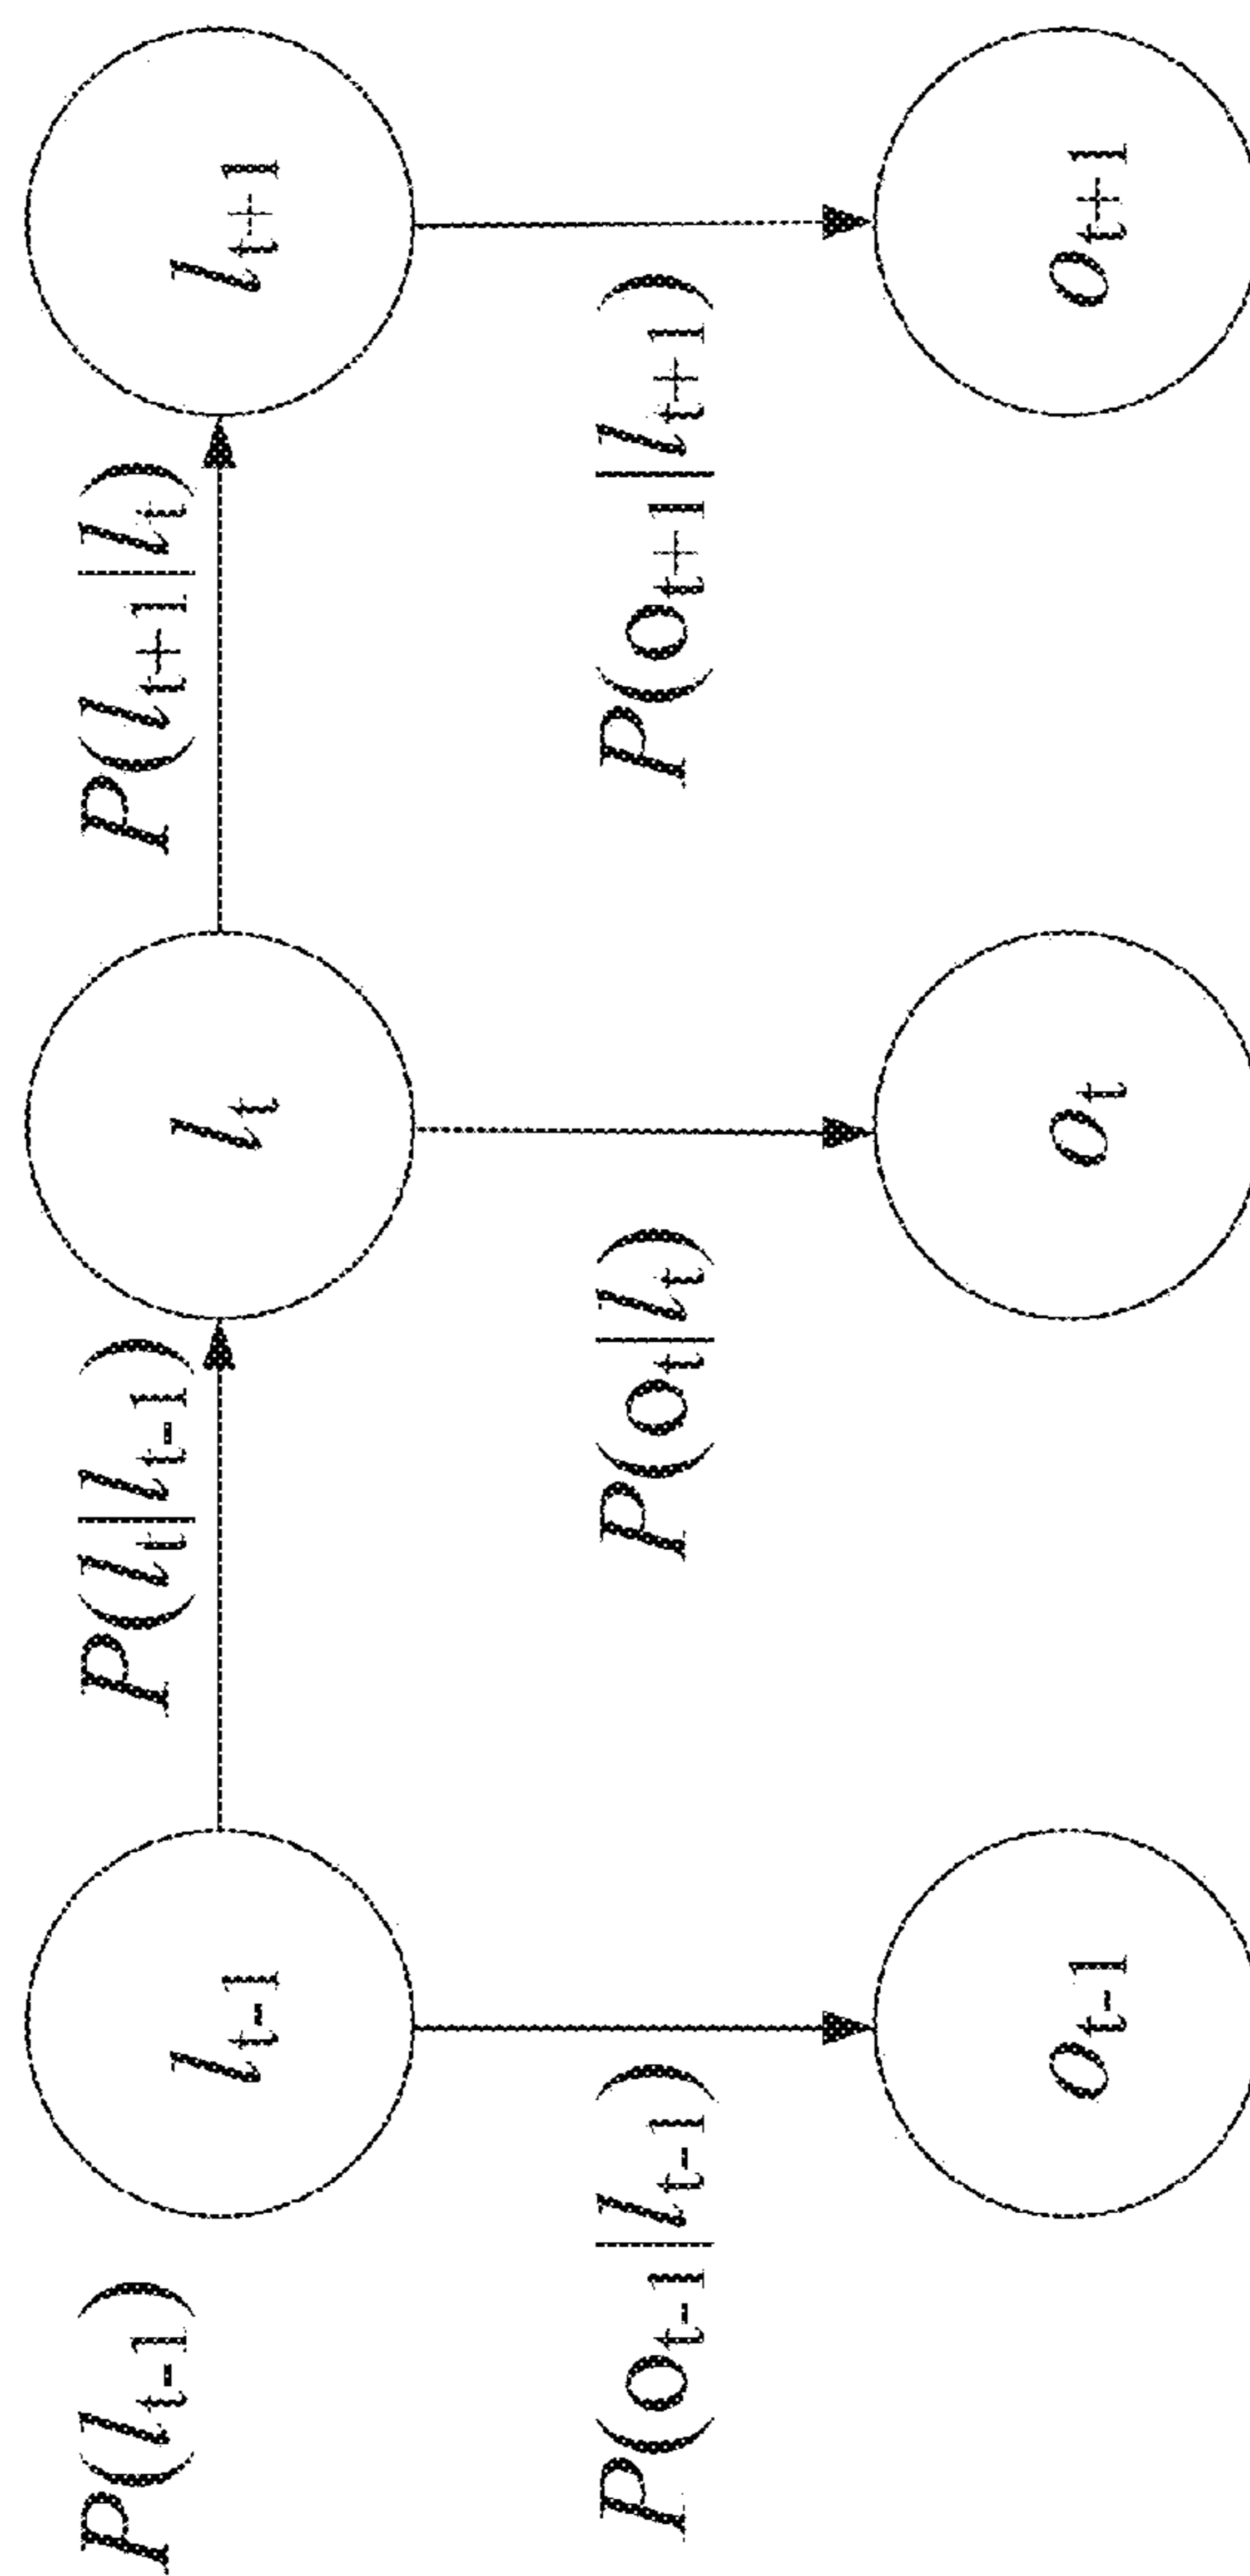 P(l_{t-1})
l_{t-1}
P(l_t|l_{t-1})
l_t
P(l_{t+1}|l_t)
l_{t+1}
P(o_{t-1}|l_{t-1})
P(o_t|l_t)
P(o_{t+1}|l_{t+1})
o_{t-1}
o_t
o_{t+1}